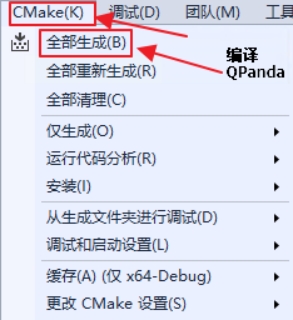 CMake(K) 调试(D) 团队(M) 工具
全部生成(B)
编译
QPanda
全部重新生成(R)
全部清理(C)
仅生成(O)
运行代码分析(R)
安装(I)
从生成文件夹进行调试(D)
调试和启动设置(L)
缓存(A) (仅 x64-Debug)
更改 CMake 设置(S)